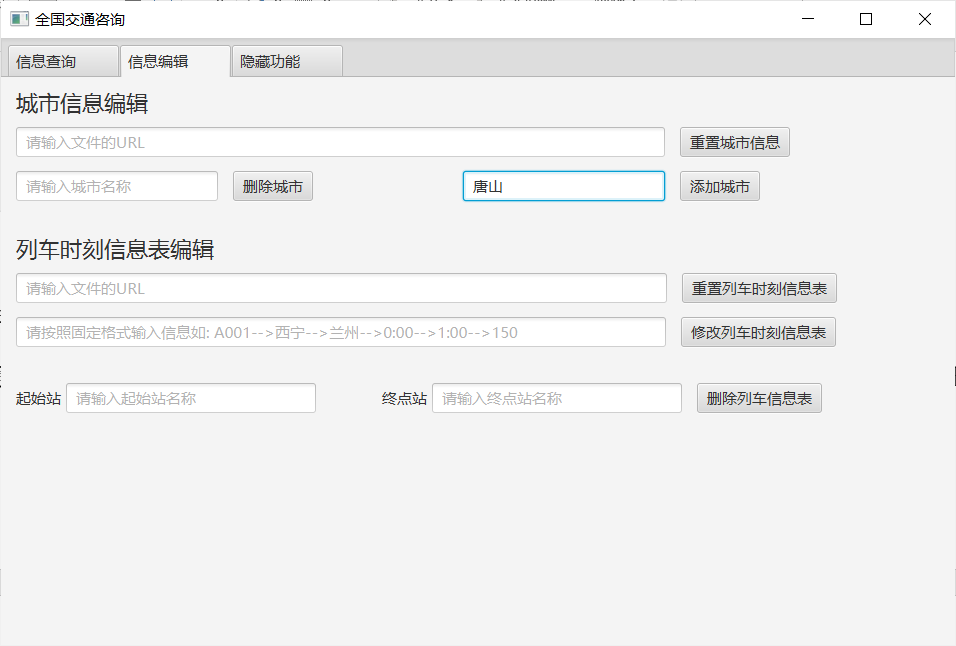 全国交通咨询
信息查询 信息编辑 隐藏功能
城市信息编辑
请输入文件的URL 重置城市信息
请输入城市名称 删除城市 唐山 添加城市
列车时刻信息表编辑
请输入文件的URL 重置列车时刻信息表
请按照固定格式输入信息如: A001-->西宁-->兰州-->0:00-->1:00-->150 修改列车时刻信息表
起始站 请输入起始站名称 终点站 请输入终点站名称 删除列车信息表